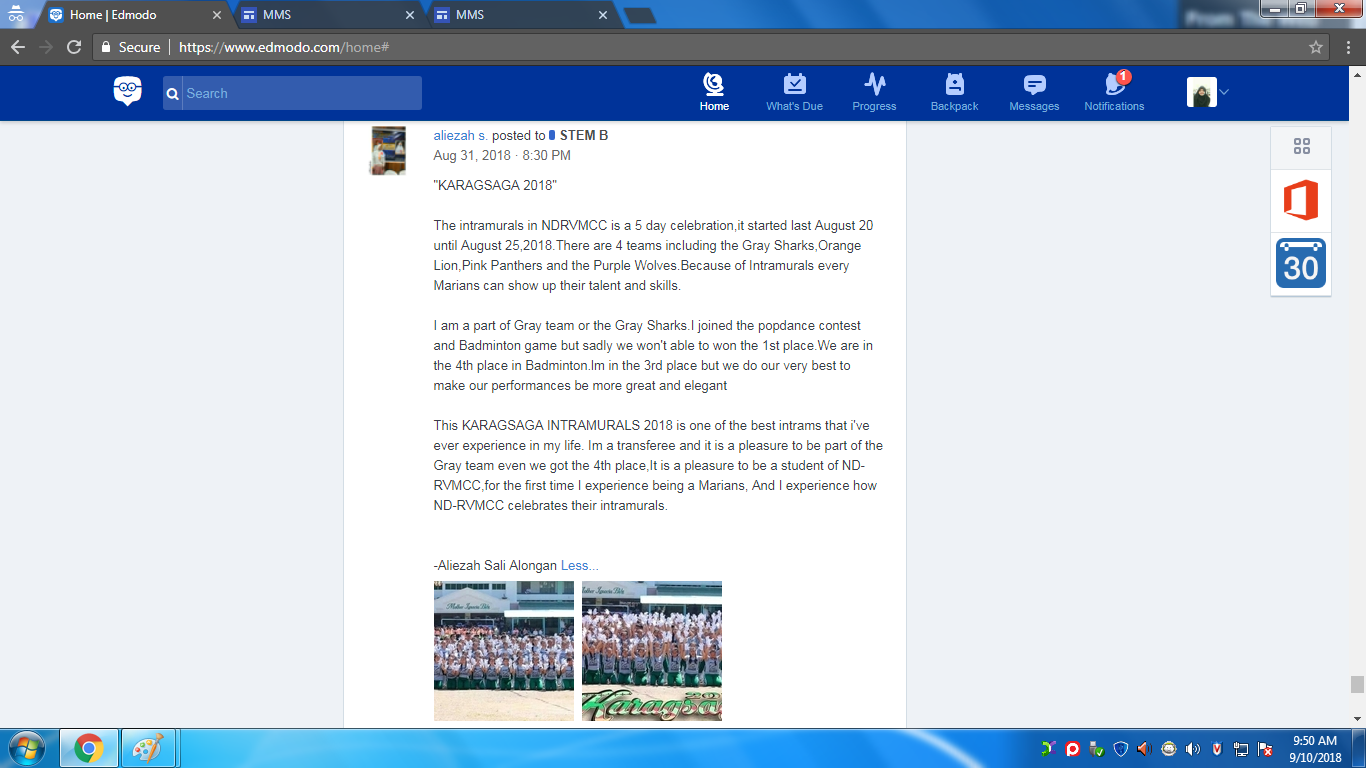 Home | Edmodo
MMS
MMS
Secure
https://www.edmodo.com/home#
Search
Home
What's Due
Progress
Backpack
Messages
1
Notifications
aliezah s. posted to STEM B
Aug 31, 2018 · 8:30 PM
"KARAGSAGA 2018"
The intramurals in NDRVMCC is a 5 day celebration,it started last August 20
until August 25,2018.There are 4 teams including the Gray Sharks,Orange
Lion,Pink Panthers and the Purple Wolves.Because of Intramurals every
Marians can show up their talent and skills.
I am a part of Gray team or the Gray Sharks.I joined the popdance contest
and Badminton game but sadly we won't able to won the 1st place.We are in
the 4th place in Badminton.Im in the 3rd place but we do our very best to
make our performances be more great and elegant
This KARAGSAGA INTRAMURALS 2018 is one of the best intrams that i've
ever experience in my life. Im a transferee and it is a pleasure to be part of the
Gray team even we got the 4th place,It is a pleasure to be a student of ND-
RVMCC,for the first time I experience being a Marians, And I experience how
ND-RVMCC celebrates their intramurals.
-Aliezah Sali Alongan Less...
Karagsa
30
9:50 AM
9/10/2018